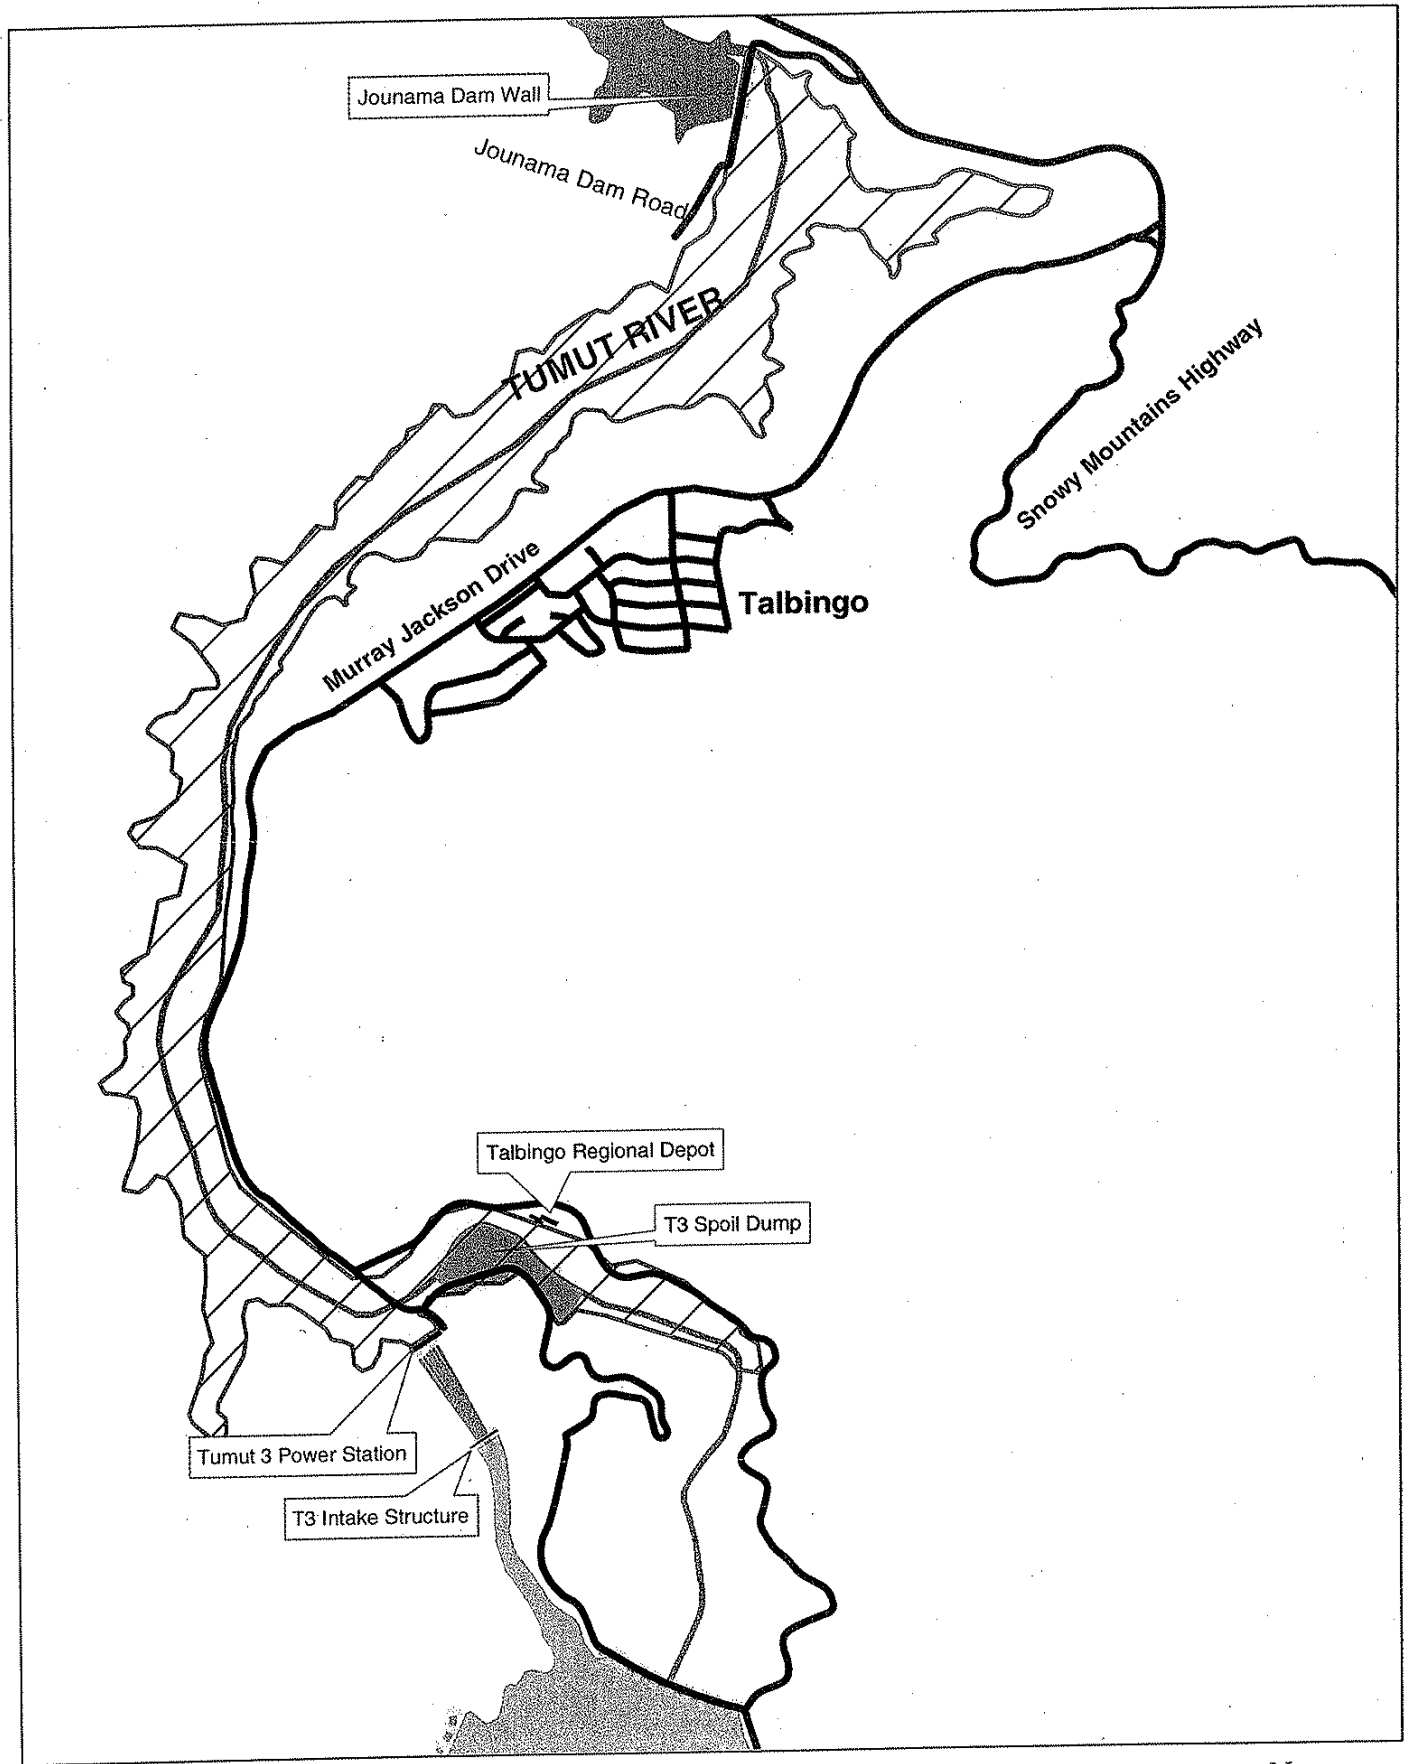 Jounama Dam Wall
Jounama Dam Road
TUMUT RIVER
Snowy Mountains Highway
Murray Jackson Drive
Talbingo
Talbingo Regional Depot
T3 Spoil Dump
Tumut 3 Power Station
T3 Intake Structure